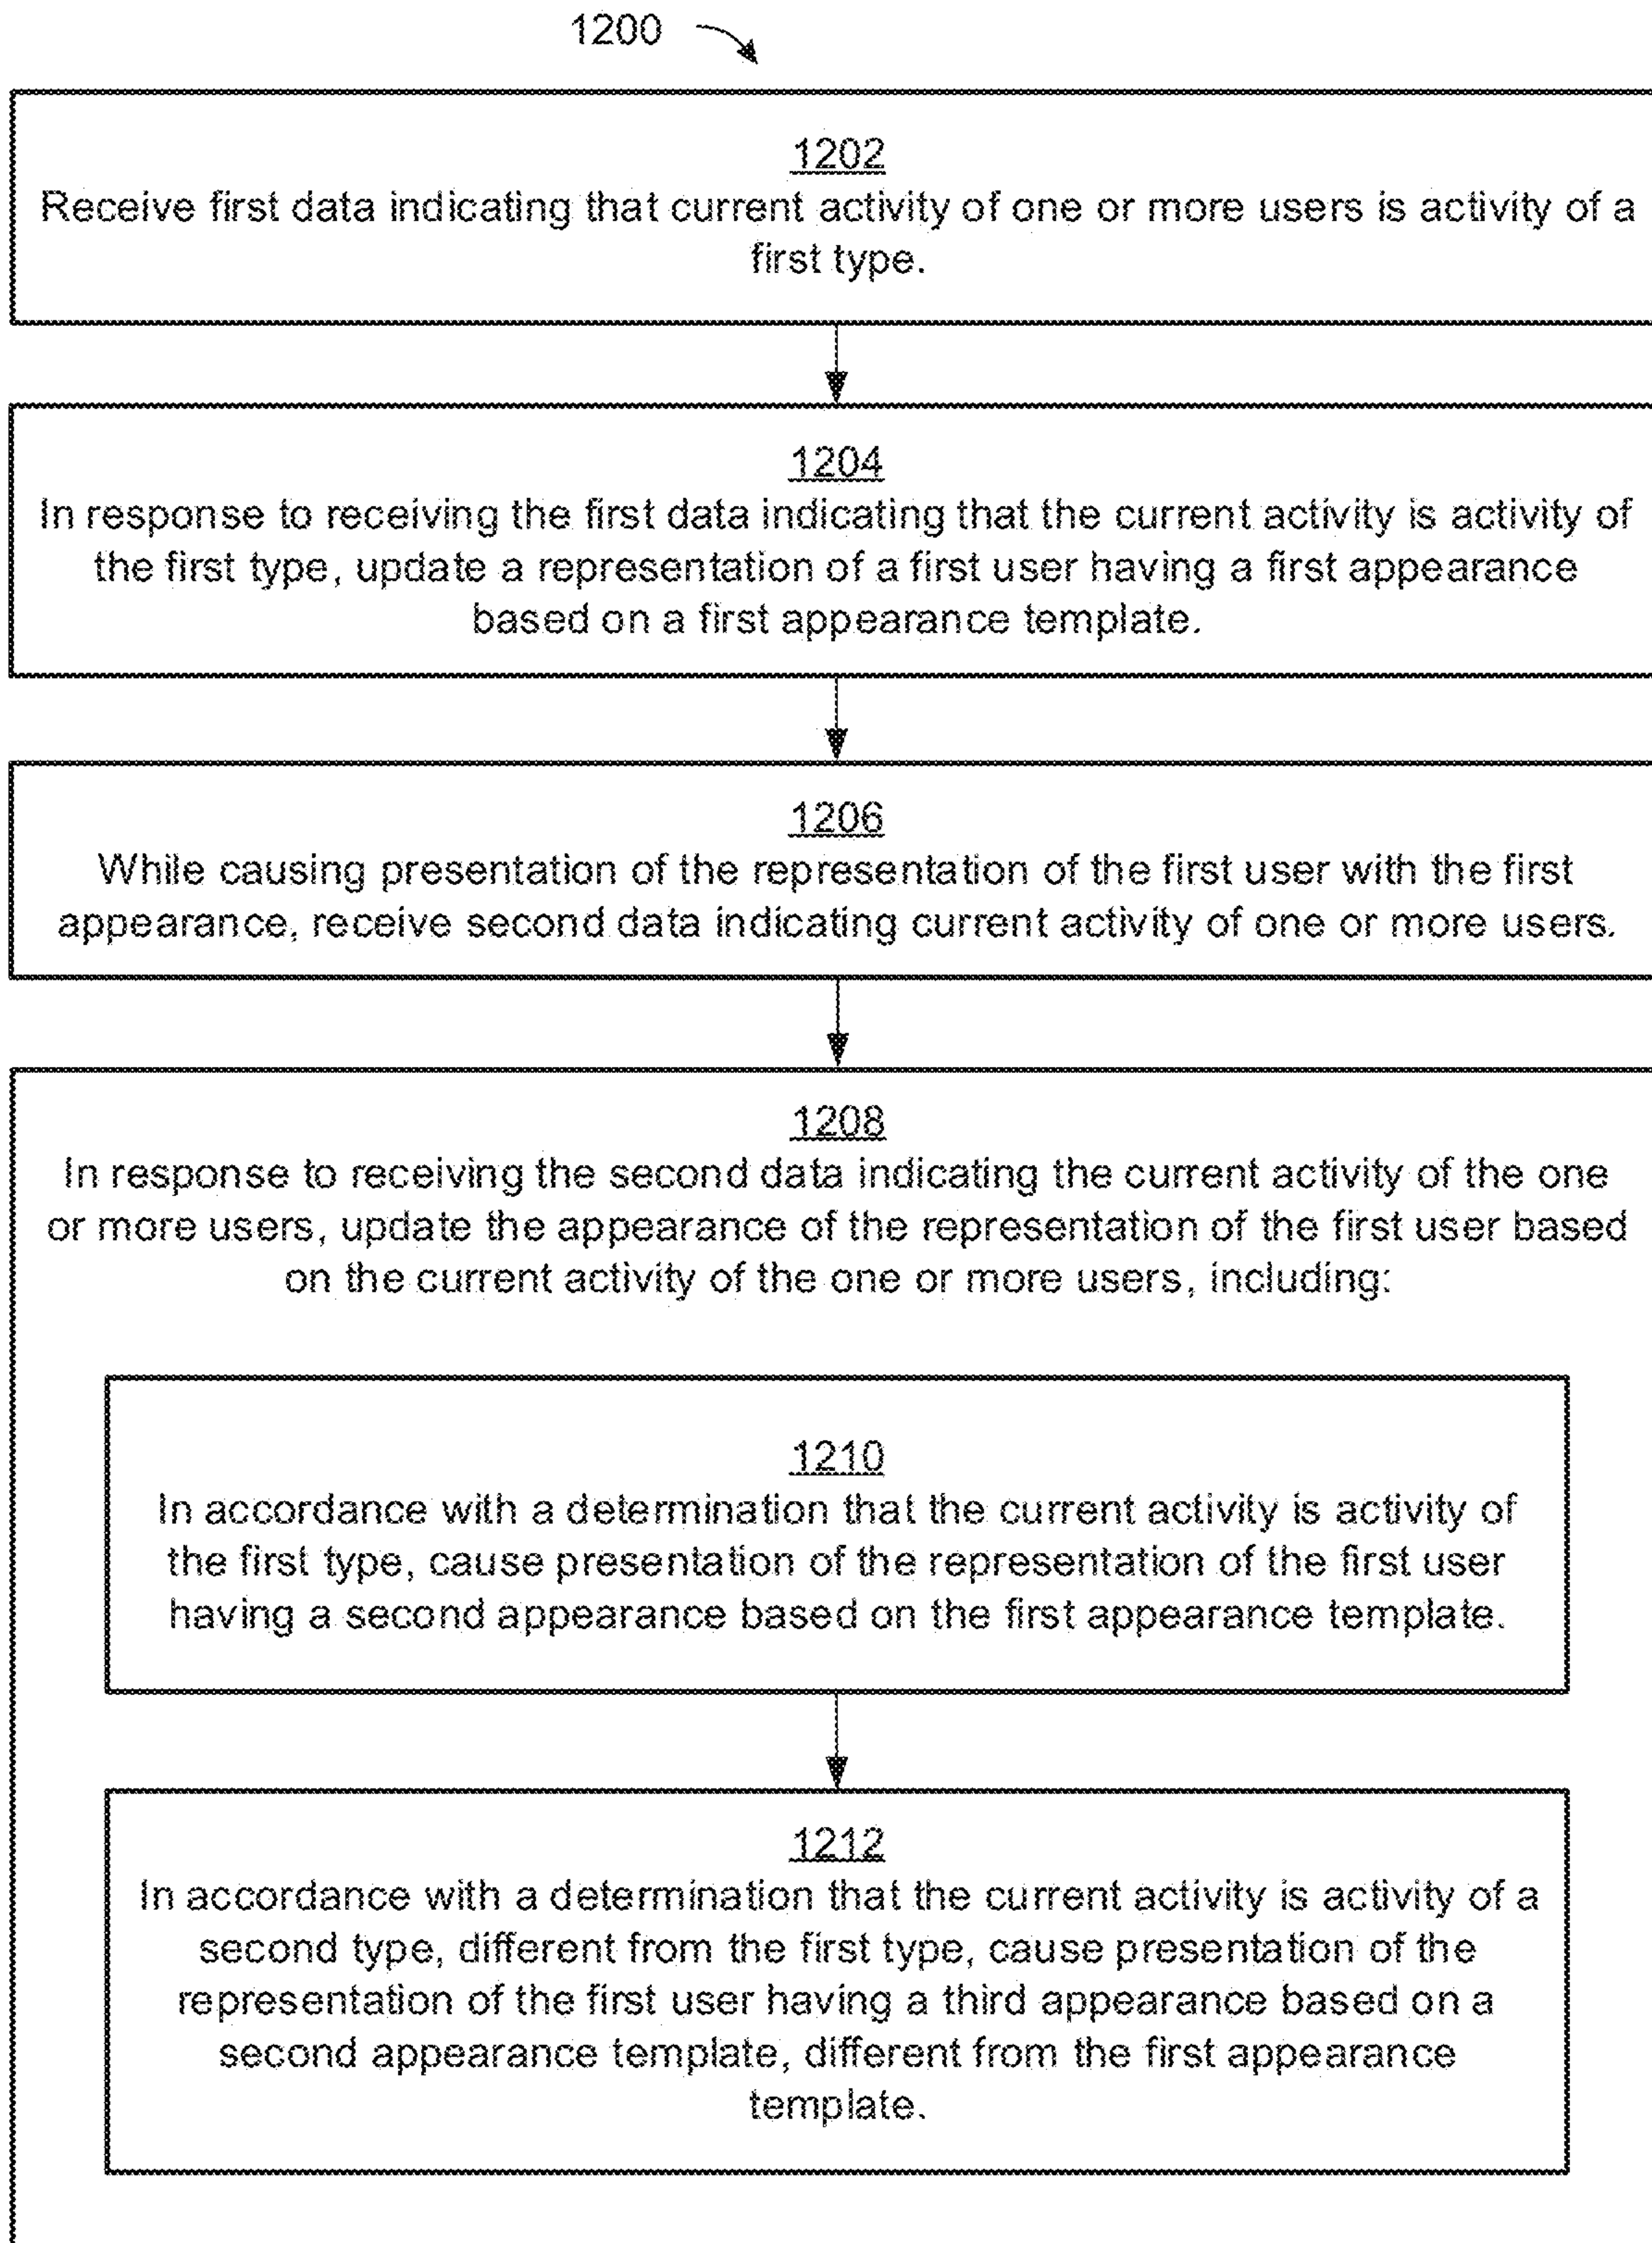 1200
1202
Receive first data indicating that current activity of one or more users is activity of a
first type.
1204
In response to receiving the first data indicating that the current activity is activity of
the first type, update a representation of a first user having a first appearance
based on a first appearance template.
1206
While causing presentation of the representation of the first user with the first
appearance, receive second data indicating current activity of one or more users.
1208
In response to receiving the second data indicating the current activity of the one
or more users, update the appearance of the representation of the first user based
on the current activity of the one or more users, including:
1210
In accordance with a determination that the current activity is activity of
the first type, cause presentation of the representation of the first user
having a second appearance based on the first appearance template.
1212
In accordance with a determination that the current activity is activity of a
second type, different from the first type, cause presentation of the
representation of the first user having a third appearance based on a
second appearance template, different from the first appearance
template.